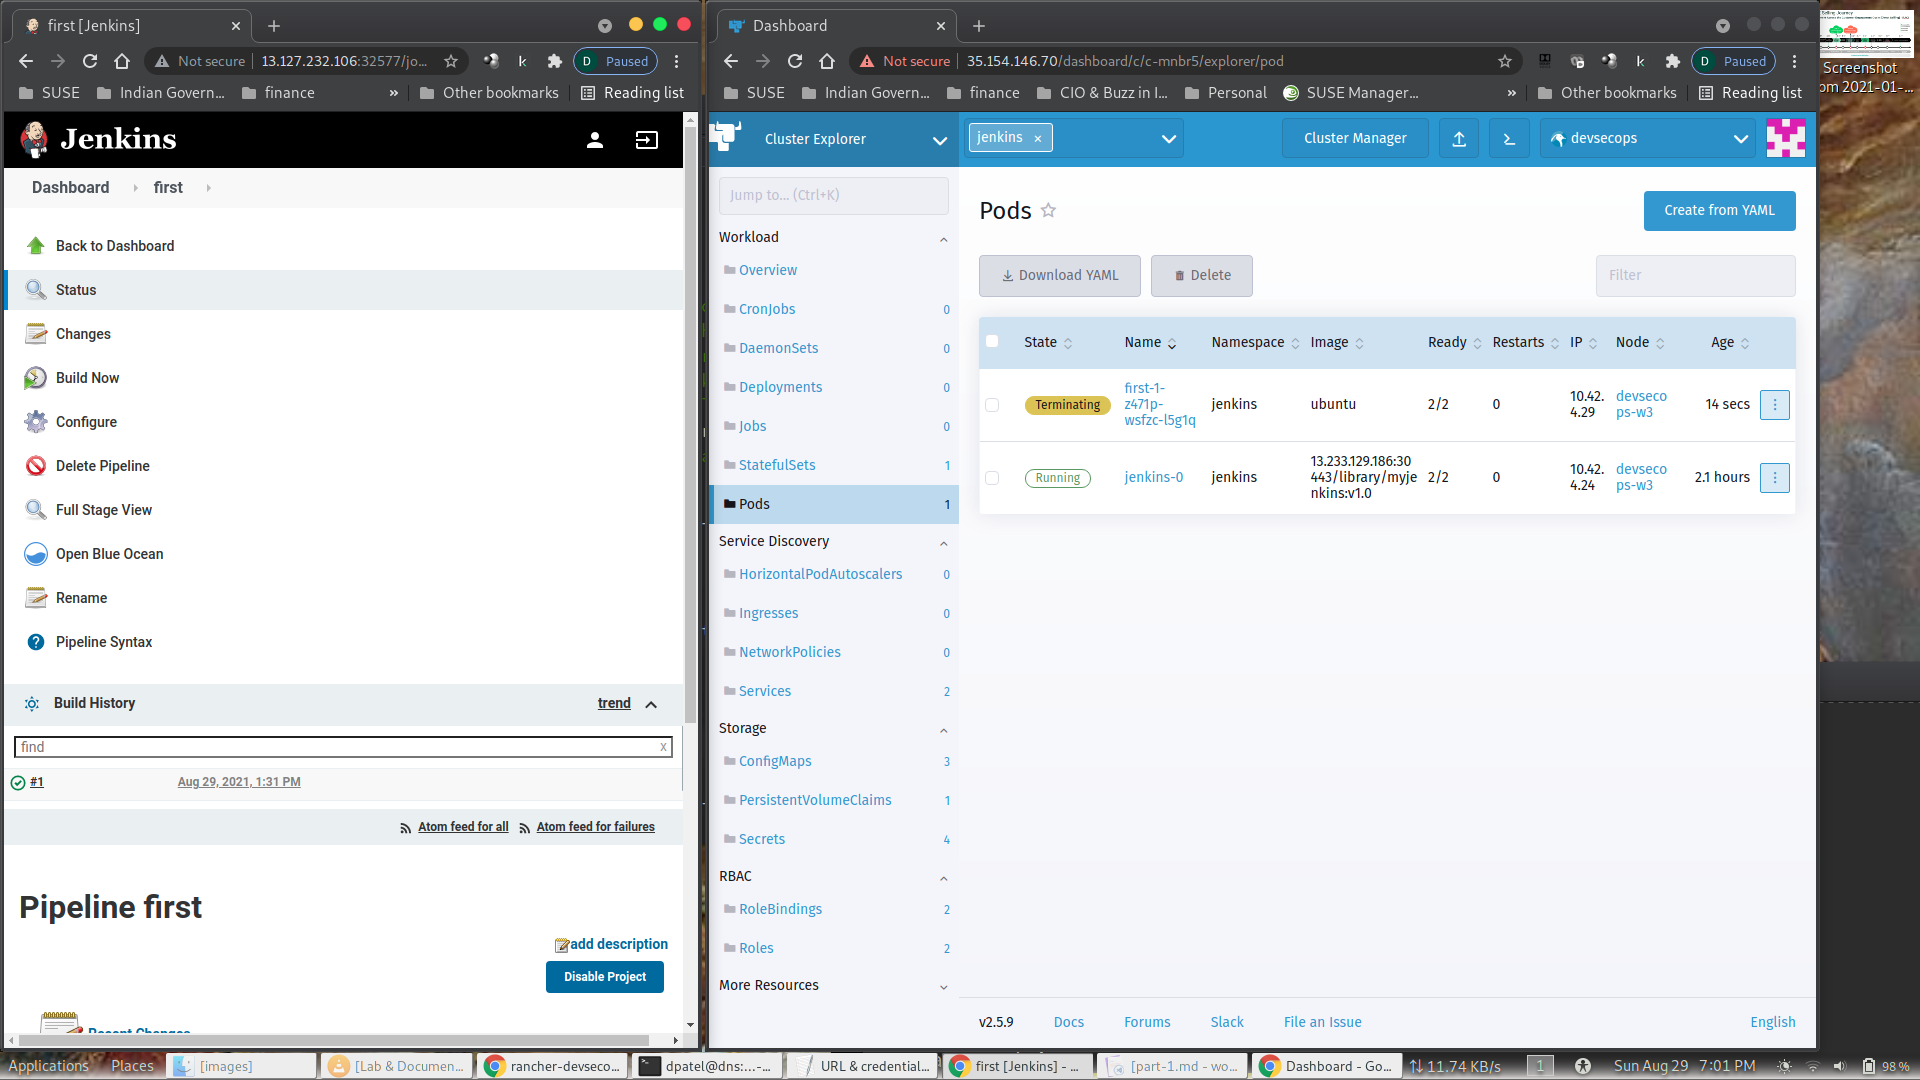 first [Jenkins]
Not secure
13.127.232.106:32577/jo...
D Paused
SUSE
Indian Govern...
finance
»
Other bookmarks
Reading list
Jenkins
Dashboard
first
Back to Dashboard
Status
Changes
Build Now
Configure
Delete Pipeline
Full Stage View
Open Blue Ocean
Rename
Pipeline Syntax
Build History
trend
find
x
#1
Aug 29, 2021, 1:31 PM
Atom feed for all
Atom feed for failures
Pipeline first
add description
Disable Project
Recent Changes
Dashboard
Not secure
35.154.146.70/dashboard/c/c-mnbr5/explorer/pod
D Paused
SUSE
Indian Govern...
finance
CIO & Buzz in I...
Personal
SUSE Manager...
»
Other bookmarks
Reading list
Cluster Explorer
jenkins ×
Cluster Manager
devsecops
Jump to... (Ctrl+K)
Workload
Overview
CronJobs 0
DaemonSets 0
Deployments 0
Jobs 0
StatefulSets 1
Pods 1
Service Discovery
HorizontalPodAutoscalers 0
Ingresses 0
NetworkPolicies 0
Services 2
Storage
ConfigMaps 3
PersistentVolumeClaims 1
Secrets 4
RBAC
RoleBindings 2
Roles 2
More Resources
Pods
Create from YAML
Download YAML
Delete
Filter
State Name Namespace Image Ready Restarts IP Node Age
Terminating
first-1-
z471p-
wsfzc-l5g1q
jenkins
ubuntu
2/2
0
10.42.
4.29
devseco
ps-w3
14 secs
Running
jenkins-0
jenkins
13.233.129.186:30
443/library/myje
nkins:v1.0
2/2
0
10.42.
4.24
devseco
ps-w3
2.1 hours
v2.5.9
Docs
Forums
Slack
File an Issue
English
Screenshot
om 2021-01-...
Applications
Places
[images]
[Lab & Documen...
rancher-devseco...
dpatel@dns:...-...
URL & credential...
first [Jenkins] - ...
[part-1.md - wo...
Dashboard - Go...
11.74 KB/s
1
Sun Aug 29 7:01 PM
98 %